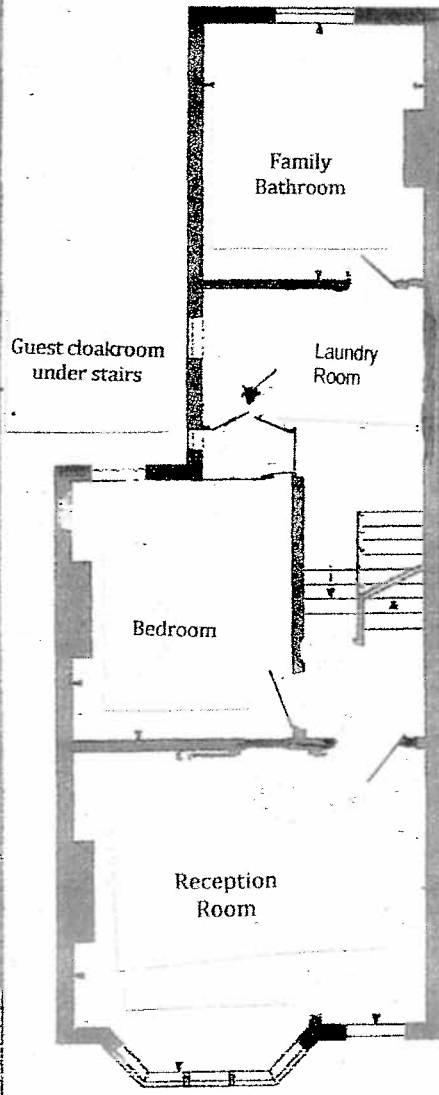 Family
Bathroom
Guest cloakroom
under stairs
Laundry
Room
Bedroom
Reception
Room